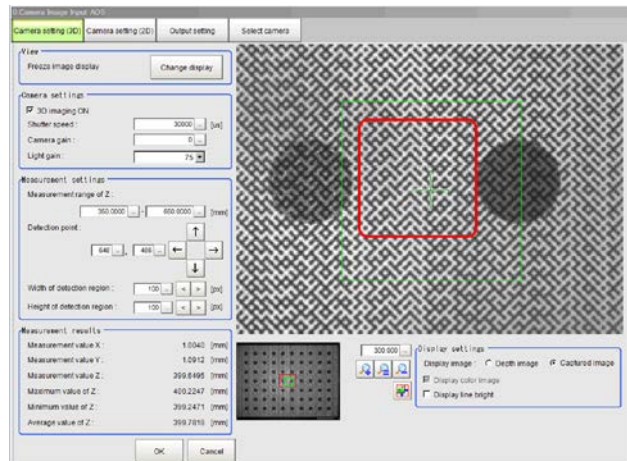 0.Camera Image Input AOS
Camera setting (3D) Camera setting (2D) Output setting Select camera
View
Freeze image display Change display
Camera settings
3D imaging ON
Shutter speed : 30000 ... [us]
Camera gain : 0 ...
Light gain : 75
Measurement settings
Measurement range of Z :
350.0000 ... - 650.0000 ... [mm]
Detection point :
↑
640 ... , 488 ... ← →
↓
Width of detection region : 100 ... < > [px]
Height of detection region : 100 ... < > [px]
Measurement results
Measurement value X : 1.0040 [mm]
Measurement value Y : 1.0912 [mm]
Measurement value Z : 399.6495 [mm]
Maximum value of Z : 400.2247 [mm]
Minimum value of Z : 399.2471 [mm]
Average value of Z : 399.7818 [mm]
300.000 ... Display settings
Display image : Depth image Captured image
Display color image
Display line bright
OK Cancel